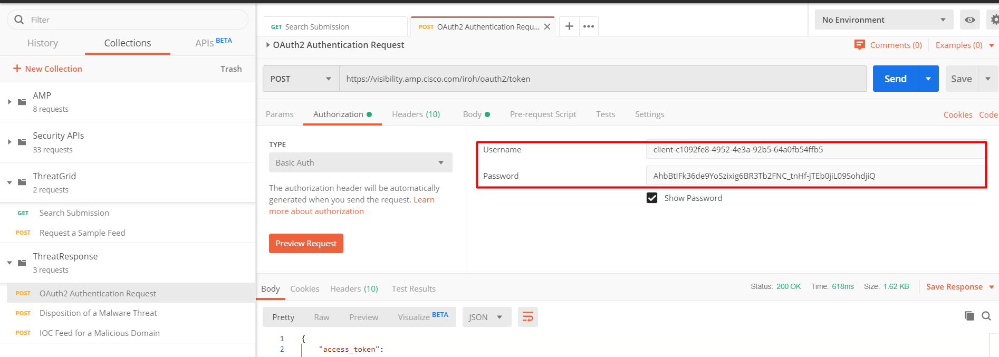 Filter
History
Collections
APIs BETA
+ New Collection
Trash
AMP
8 requests
Security APIs
33 requests
ThreatGrid
2 requests
GET Search Submission
POST Request a Sample Feed
ThreatResponse
3 requests
POST OAuth2 Authentication Request
POST Disposition of a Malware Threat
POST IOC Feed for a Malicious Domain
GET Search Submission
POST OAuth2 Authentication Requ...
No Environment
OAuth2 Authentication Request
Comments (0)
Examples (0)
POST
https://visibility.amp.cisco.com/iroh/oauth2/token
Send
Save
Params
Authorization
Headers (10)
Body
Pre-request Script
Tests
Settings
Cookies
Code
TYPE
Basic Auth
The authorization header will be automatically
generated when you send the request. Learn
more about authorization
Preview Request
Username
client-c1092fe8-4952-4e3a-92b5-64a0fb54ffb5
Password
AhbBtIFk36de9YoSzixig6BR3Tb2FNC_tnHf-jTEb0jiL09SohdjiQ
Show Password
Body
Cookies
Headers (10)
Test Results
Status: 200 OK
Time: 618ms
Size: 1.62 KB
Save Response
Pretty
Raw
Preview
Visualize BETA
JSON
1 {
2 "access_token":